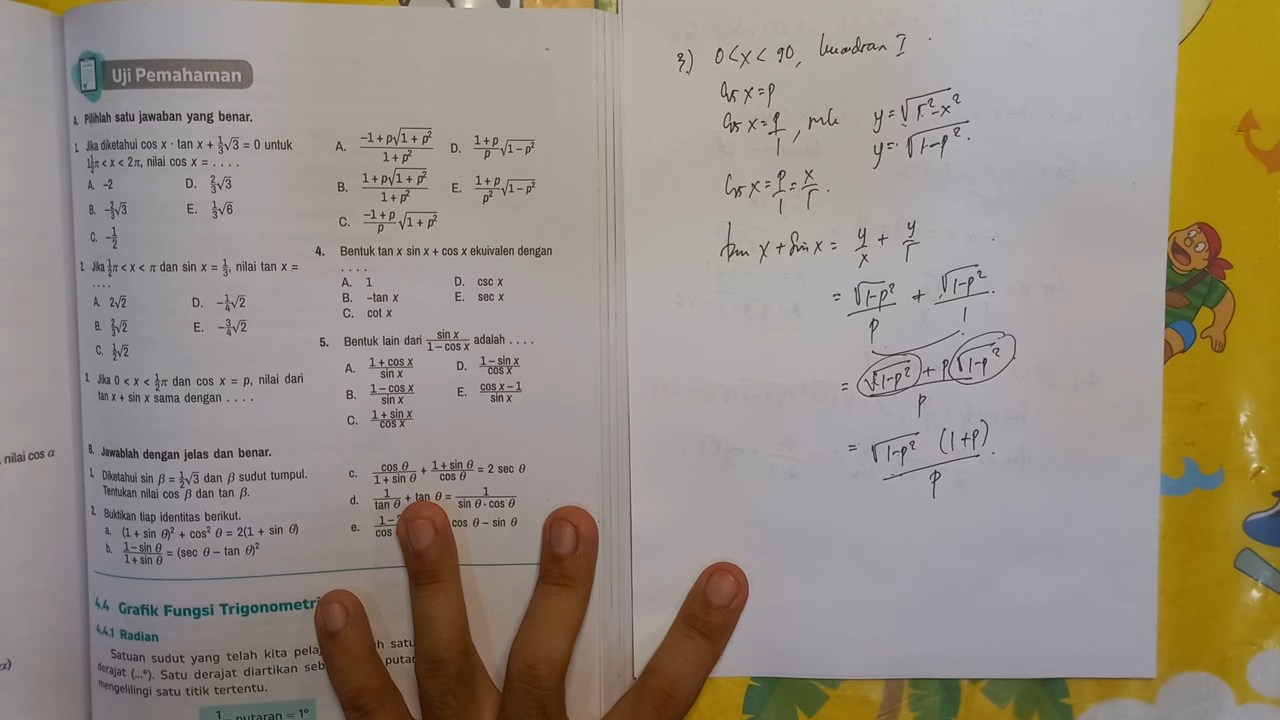 Uji Pemahaman
A. Pilihlah satu jawaban yang benar.
1. Jika diketahui cos x · tan x + 1/3√3 = 0 untuk
1½π < x < 2π, nilai cos x = . . . .
A. –2
D. 2/3√3
B. –2/3√3
E. 1/3√6
C. –1/2
2. Jika ½π < x < π dan sin x = 1/3, nilai tan x =
. . . .
A. 2√2
D. –1/4√2
B. 2/3√2
E. –3/4√2
C. 1/2√2
3. Jika 0 < x < ½π dan cos x = p, nilai dari
tan x + sin x sama dengan . . . .
A. (–1 + p√(1 + p²))/(1 + p²)
D. (1 + p)/p √(1 – p²)
B. (1 + p√(1 + p²))/(1 + p²)
E. (1 + p)/p² √(1 – p²)
C. (–1 + p)/p √(1 + p²)
4. Bentuk tan x sin x + cos x ekuivalen dengan
. . . .
A. 1
D. csc x
B. –tan x
E. sec x
C. cot x
5. Bentuk lain dari sin x/(1 – cos x) adalah . . . .
A. (1 + cos x)/sin x
D. (1 – sin x)/cos x
B. (1 – cos x)/sin x
E. (cos x – 1)/sin x
C. (1 + sin x)/cos x
B. Jawablah dengan jelas dan benar.
1. Diketahui sin β = ½√3 dan β sudut tumpul.
Tentukan nilai cos β dan tan β.
2. Buktikan tiap identitas berikut.
a. (1 + sin θ)² + cos² θ = 2(1 + sin θ)
b. (1 – sin θ)/(1 + sin θ) = (sec θ – tan θ)²
c. cos θ/(1 + sin θ) + (1 + sin θ)/cos θ = 2 sec θ
d. 1/tan θ + tan θ = 1/(sin θ · cos θ)
e. 1– cos cos θ – sin θ
4.4 Grafik Fungsi Trigonometri
4.4.1 Radian
Satuan sudut yang telah kita satu
derajat (...°). Satu derajat diartikan putar
mengelilingi satu titik tertentu.
putaran = 1°
nilai cos α
3.) 0 < x < 90, kuadran I
Cos x = p
Cos x = p/1, mk y = √(r² – x²)
y = √(1 – p²).
Cos x = p/1 = x/r.
tan x + sin x = y/x + y/r
= √(1–p²)/p + √(1–p²)/1
= (√(1–p²) + p√(1–p²))/p
= √(1–p²) (1+p)/p.